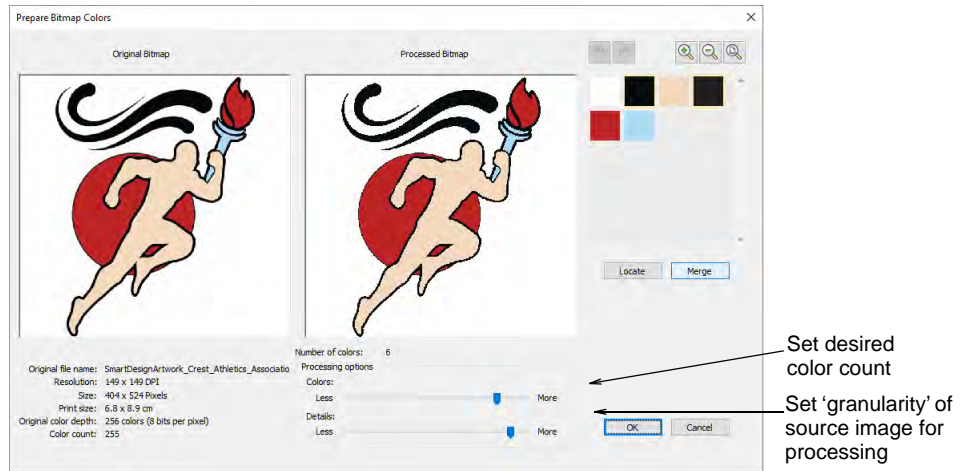 Prepare Bitmap Colors
Original Bitmap
Processed Bitmap
Locate
Merge
Original file name: SmartDesignArtwork_Crest_Athletics_Associatio
Resolution: 149 x 149 DPI
Size: 404 x 524 Pixels
Print size: 6.8 x 8.9 cm
Original color depth: 256 colors (8 bits per pixel)
Color count: 255
Number of colors: 6
Processing options
Colors:
Less More
Details:
Less More
OK Cancel
Set desired
color count
Set ‘granularity’ of
source image for
processing